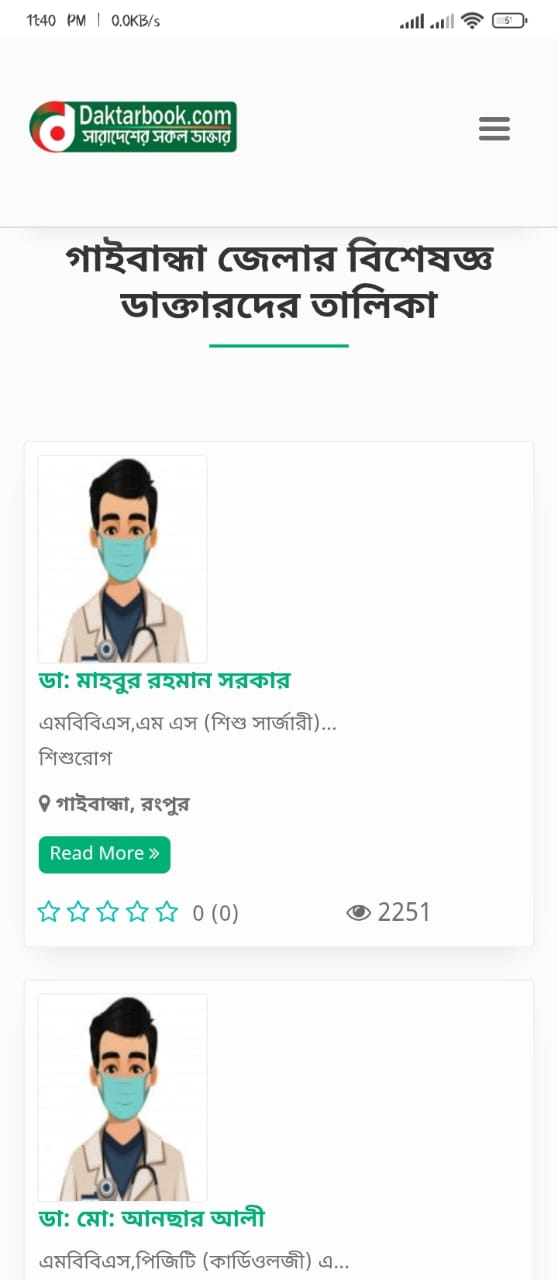 11:40 PM | 0.0KB/s
5
Daktarbook.com
সারাদেশের সকল ডাক্তার
গাইবান্ধা জেলার বিশেষজ্ঞ
ডাক্তারদের তালিকা
ডা: মাহবুর রহমান সরকার
এমবিবিএস,এম এস (শিশু সার্জারী)...
শিশুরোগ
গাইবান্ধা, রংপুর
Read More »
0 (0) 2251
ডা: মো: আনছার আলী
এমবিবিএস,পিজিটি (কার্ডিওলজী) এ...